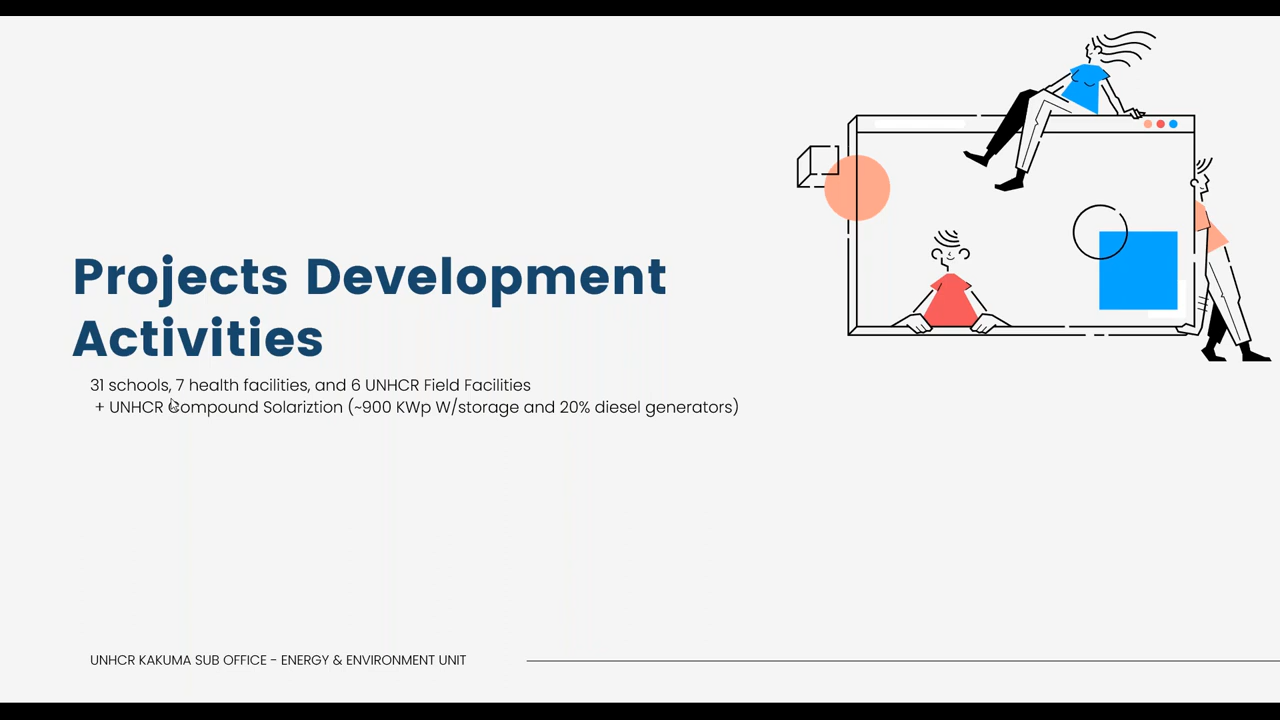 Projects Development
Activities
31 schools, 7 health facilities, and 6 UNHCR Field Facilities
+ UNHCR Compound Solariztion (~900 KWp W/storage and 20% diesel generators)
UNHCR KAKUMA SUB OFFICE - ENERGY & ENVIRONMENT UNIT